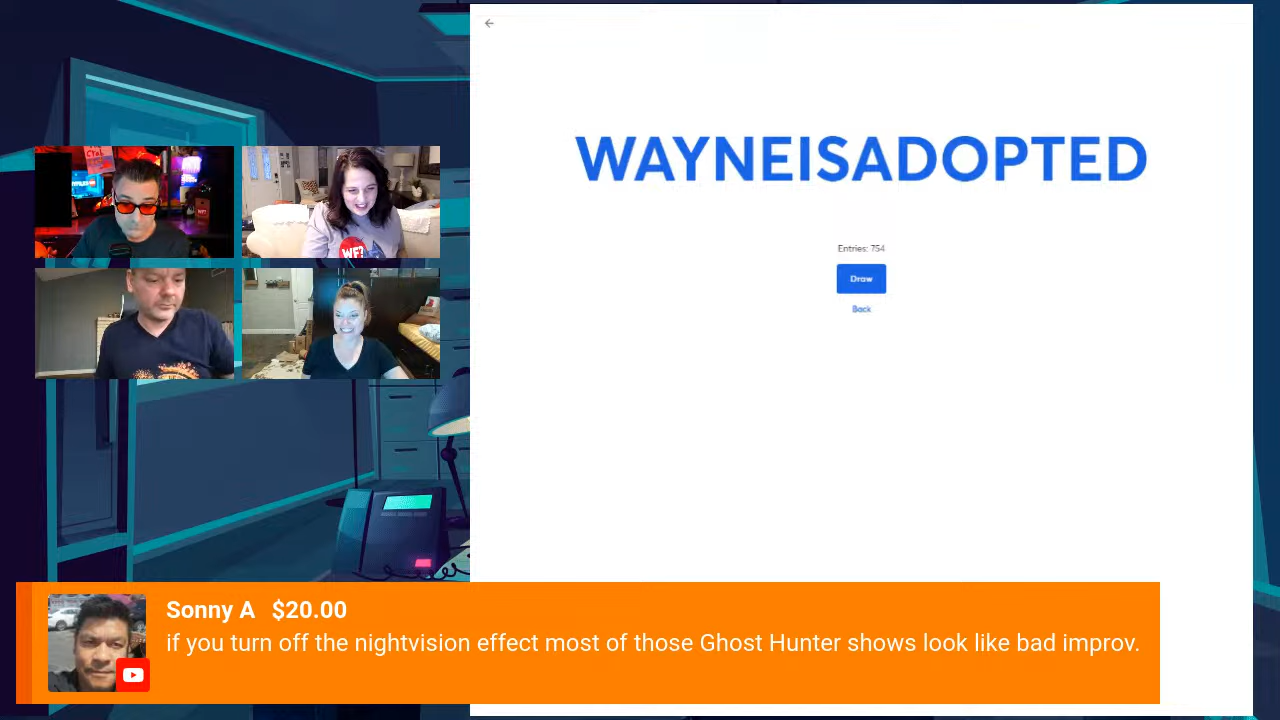 WAYNEISADOPTED
Entries: 754
Draw
Back
WF?
Sonny A $20.00
if you turn off the nightvision effect most of those Ghost Hunter shows look like bad improv.